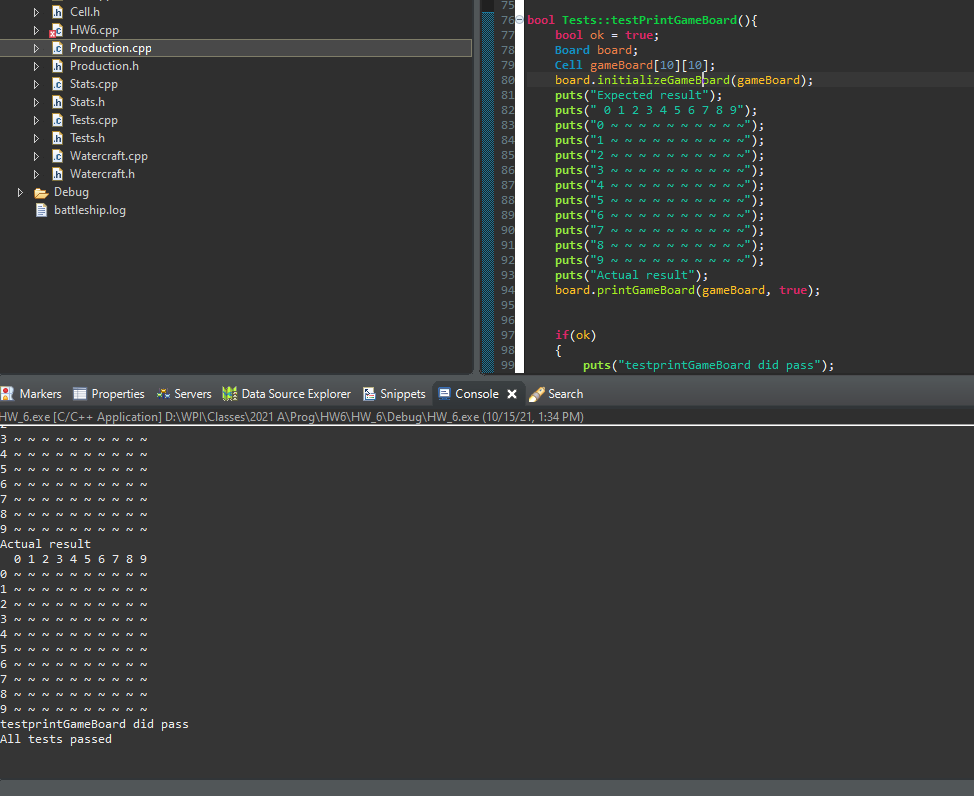 Cell.h
HW6.cpp
Production.cpp
Production.h
Stats.cpp
Stats.h
Tests.cpp
Tests.h
Watercraft.cpp
Watercraft.h
Debug
battleship.log
75
76 bool Tests::testPrintGameBoard(){
77 bool ok = true;
78 Board board;
79 Cell gameBoard[10][10];
80 board.initializeGameBoard(gameBoard);
81 puts("Expected result");
82 puts(" 0 1 2 3 4 5 6 7 8 9");
83 puts("0 ~ ~ ~ ~ ~ ~ ~ ~ ~ ~");
84 puts("1 ~ ~ ~ ~ ~ ~ ~ ~ ~ ~");
85 puts("2 ~ ~ ~ ~ ~ ~ ~ ~ ~ ~");
86 puts("3 ~ ~ ~ ~ ~ ~ ~ ~ ~ ~");
87 puts("4 ~ ~ ~ ~ ~ ~ ~ ~ ~ ~");
88 puts("5 ~ ~ ~ ~ ~ ~ ~ ~ ~ ~");
89 puts("6 ~ ~ ~ ~ ~ ~ ~ ~ ~ ~");
90 puts("7 ~ ~ ~ ~ ~ ~ ~ ~ ~ ~");
91 puts("8 ~ ~ ~ ~ ~ ~ ~ ~ ~ ~");
92 puts("9 ~ ~ ~ ~ ~ ~ ~ ~ ~ ~");
93 puts("Actual result");
94 board.printGameBoard(gameBoard, true);
95
96
97 if(ok)
98 {
99 puts("testprintGameBoard did pass");
Markers Properties Servers Data Source Explorer Snippets Console Search
HW_6.exe [C/C++ Application] D:\WPI\Classes\2021 A\Prog\HW6\HW_6\Debug\HW_6.exe (10/15/21, 1:34 PM)
3 ~ ~ ~ ~ ~ ~ ~ ~ ~ ~
4 ~ ~ ~ ~ ~ ~ ~ ~ ~ ~
5 ~ ~ ~ ~ ~ ~ ~ ~ ~ ~
6 ~ ~ ~ ~ ~ ~ ~ ~ ~ ~
7 ~ ~ ~ ~ ~ ~ ~ ~ ~ ~
8 ~ ~ ~ ~ ~ ~ ~ ~ ~ ~
9 ~ ~ ~ ~ ~ ~ ~ ~ ~ ~
Actual result
0 1 2 3 4 5 6 7 8 9
0 ~ ~ ~ ~ ~ ~ ~ ~ ~ ~
1 ~ ~ ~ ~ ~ ~ ~ ~ ~ ~
2 ~ ~ ~ ~ ~ ~ ~ ~ ~ ~
3 ~ ~ ~ ~ ~ ~ ~ ~ ~ ~
4 ~ ~ ~ ~ ~ ~ ~ ~ ~ ~
5 ~ ~ ~ ~ ~ ~ ~ ~ ~ ~
6 ~ ~ ~ ~ ~ ~ ~ ~ ~ ~
7 ~ ~ ~ ~ ~ ~ ~ ~ ~ ~
8 ~ ~ ~ ~ ~ ~ ~ ~ ~ ~
9 ~ ~ ~ ~ ~ ~ ~ ~ ~ ~
testprintGameBoard did pass
All tests passed